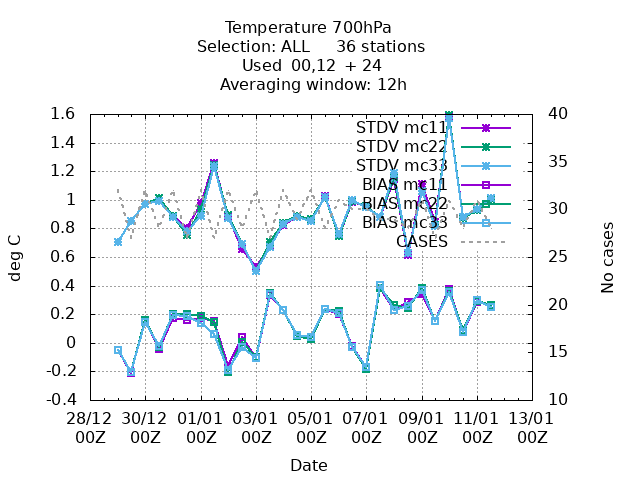 Temperature 700hPa
Selection: ALL 36 stations
Used 00,12 + 24
Averaging window: 12h
1.6
1.4
1.2
1
0.8
0.6
0.4
0.2
0
-0.2
-0.4
deg C
STDV mc11
STDV mc22
STDV mc33
BIAS mc11
BIAS mc22
BIAS mc33
CASES
40
35
30
25
20
15
10
No cases
28/12 30/12 01/01 03/01 05/01 07/01 09/01 11/01 13/01
00Z 00Z 00Z 00Z 00Z 00Z 00Z 00Z 00Z
Date